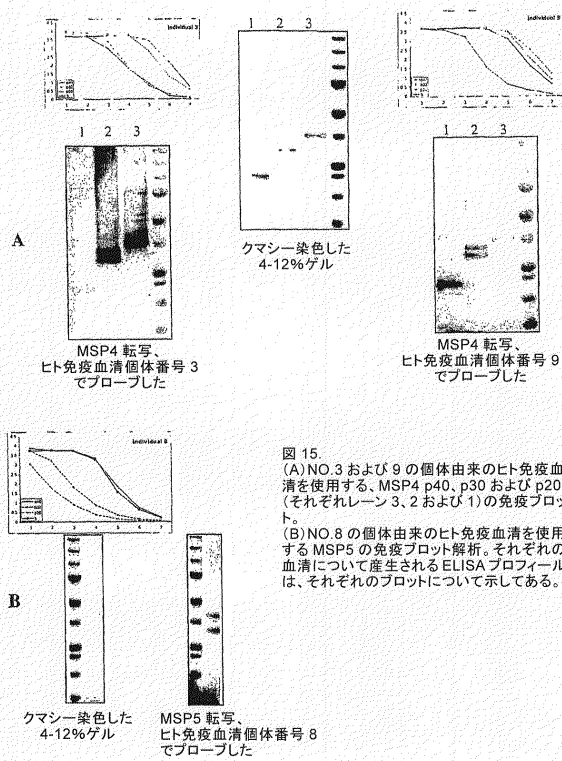 Individual 3
1 2 3
Individual 9
1 2 3
1 2 3
A
クマシー染色した
4-12%ゲル
MSP4 転写、
ヒト免疫血清個体番号 3
でプローブした
MSP4 転写、
ヒト免疫血清個体番号 9
でプローブした
Individual 8
図 15.
(A)NO.3 および 9 の個体由来のヒト免疫血
清を使用する、MSP4 p40、p30 および p20
(それぞれレーン 3、2 および 1)の免疫ブロッ
ト。
(B)NO.8 の個体由来のヒト免疫血清を使用
する MSP5 の免疫ブロット解析。それぞれの
血清について産生される ELISA プロフィール
は、それぞれのブロットについて示してある。
B
クマシー染色した
4-12%ゲル
MSP5 転写、
ヒト免疫血清個体番号 8
でプローブした